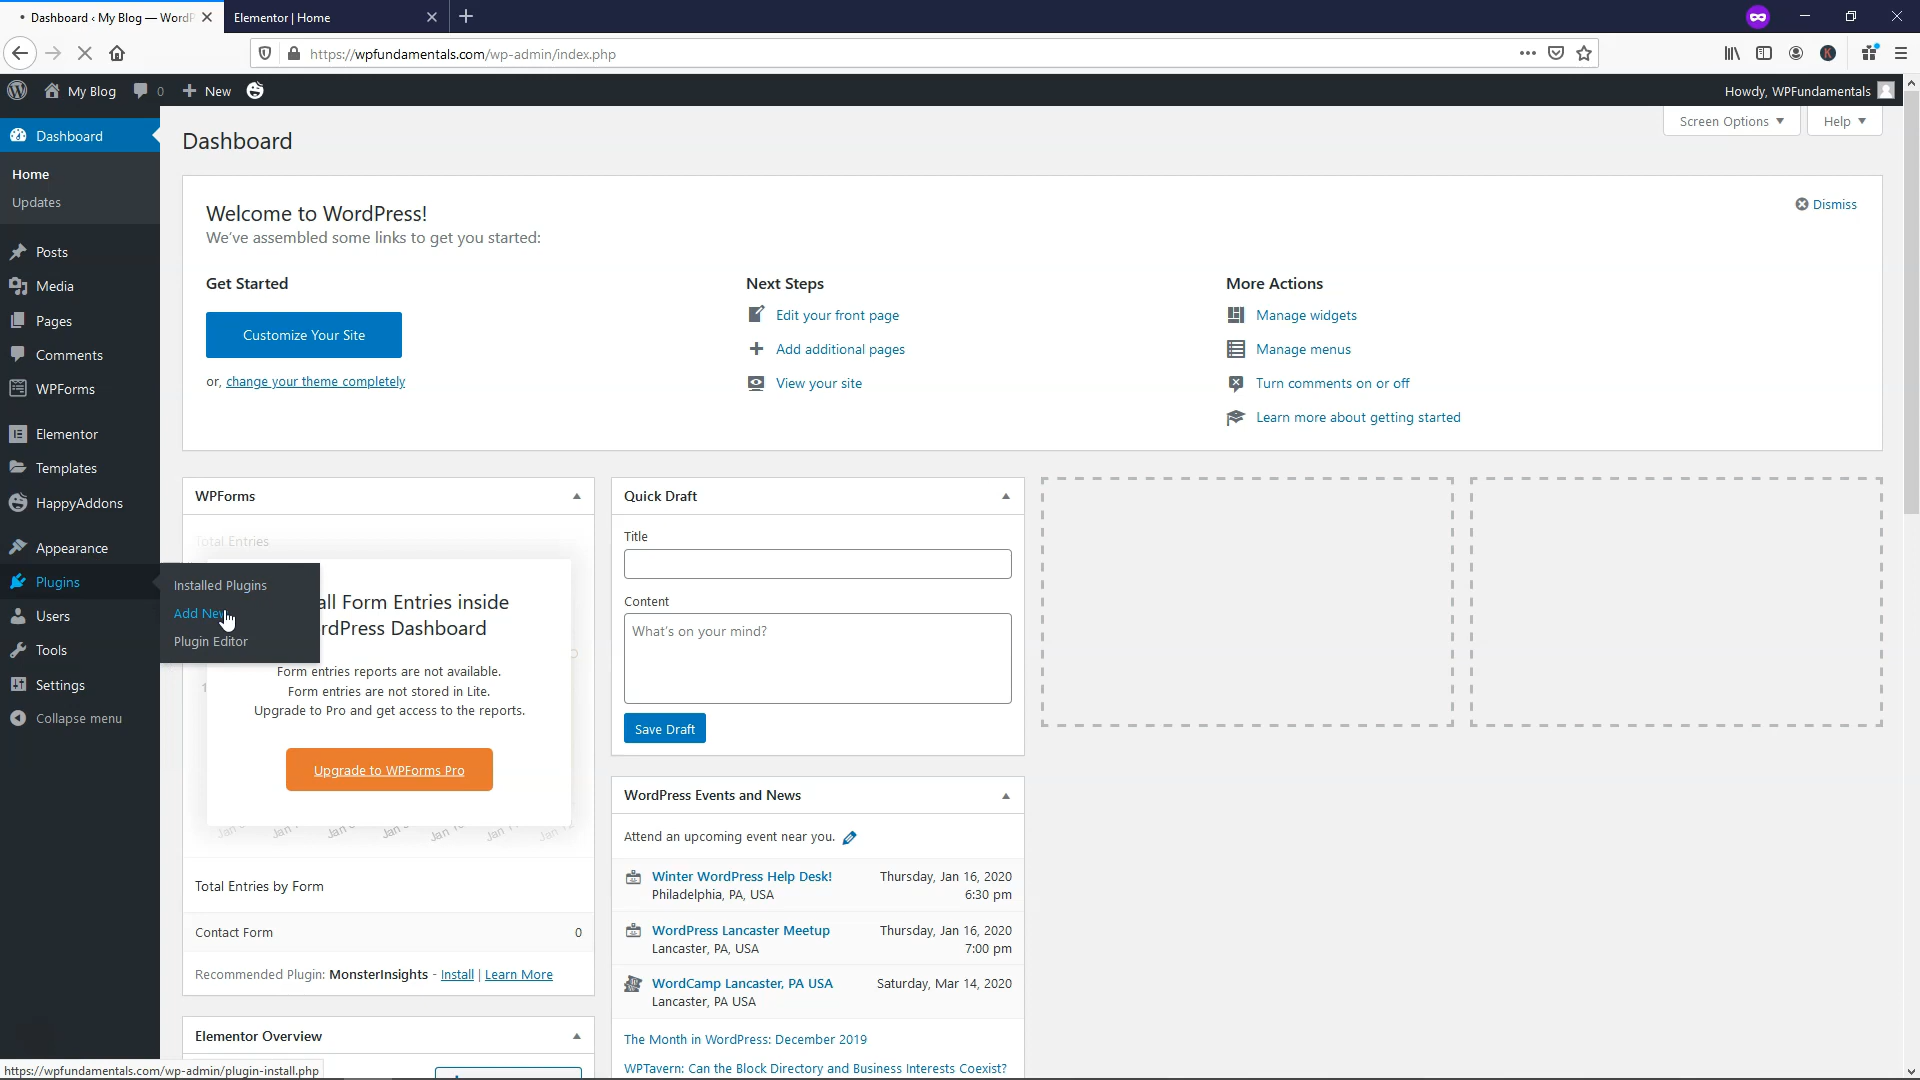 Dashboard ‹ My Blog — WordP
Elementor | Home
https://wpfundamentals.com/wp-admin/index.php
My Blog
0
New
Howdy, WPFundamentals
Dashboard
Home
Updates
Posts
Media
Pages
Comments
WPForms
Elementor
Templates
HappyAddons
Appearance
Plugins
Users
Tools
Settings
Collapse menu
Installed Plugins
Add New
Plugin Editor
Dashboard
Screen Options
Help
Welcome to WordPress!
We've assembled some links to get you started:
Dismiss
Get Started
Customize Your Site
or, change your theme completely
Next Steps
Edit your front page
Add additional pages
View your site
More Actions
Manage widgets
Manage menus
Turn comments on or off
Learn more about getting started
WPForms
Total Entries
all Form Entries inside
rdPress Dashboard
Form entries reports are not available.
Form entries are not stored in Lite.
Upgrade to Pro and get access to the reports.
Upgrade to WPForms Pro
Total Entries by Form
Contact Form 0
Recommended Plugin: MonsterInsights - Install | Learn More
Elementor Overview
Quick Draft
Title
Content
What's on your mind?
Save Draft
WordPress Events and News
Attend an upcoming event near you.
Winter WordPress Help Desk! Thursday, Jan 16, 2020
Philadelphia, PA, USA 6:30 pm
WordPress Lancaster Meetup Thursday, Jan 16, 2020
Lancaster, PA, USA 7:00 pm
WordCamp Lancaster, PA USA Saturday, Mar 14, 2020
Lancaster, PA USA
The Month in WordPress: December 2019
WPTavern: Can the Block Directory and Business Interests Coexist?
https://wpfundamentals.com/wp-admin/plugin-install.php